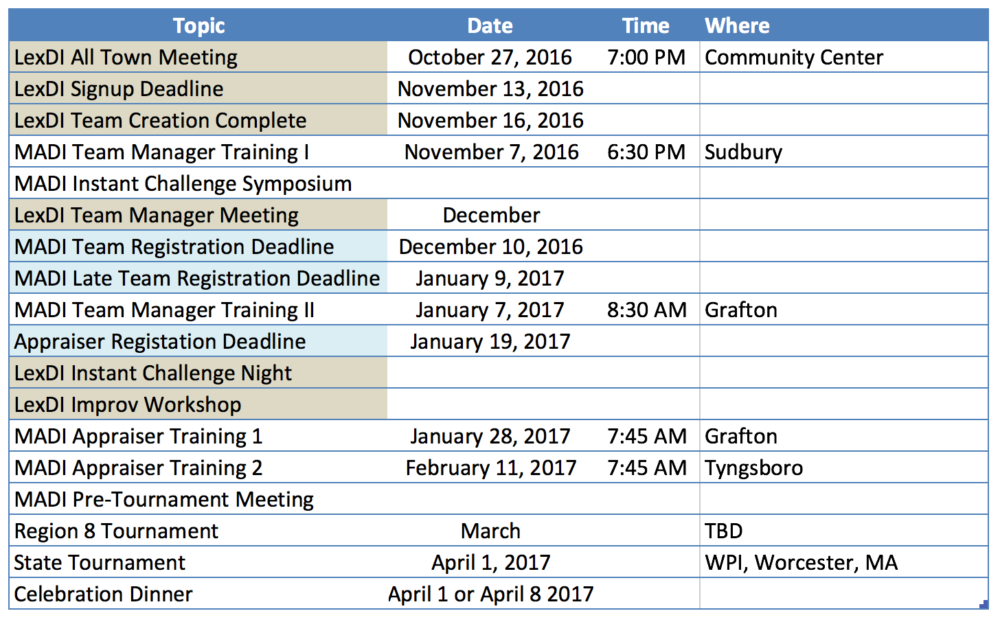 Topic Date Time Where
LexDI All Town Meeting October 27, 2016 7:00 PM Community Center
LexDI Signup Deadline November 13, 2016
LexDI Team Creation Complete November 16, 2016
MADI Team Manager Training I November 7, 2016 6:30 PM Sudbury
MADI Instant Challenge Symposium
LexDI Team Manager Meeting December
MADI Team Registration Deadline December 10, 2016
MADI Late Team Registration Deadline January 9, 2017
MADI Team Manager Training II January 7, 2017 8:30 AM Grafton
Appraiser Registation Deadline January 19, 2017
LexDI Instant Challenge Night
LexDI Improv Workshop
MADI Appraiser Training 1 January 28, 2017 7:45 AM Grafton
MADI Appraiser Training 2 February 11, 2017 7:45 AM Tyngsboro
MADI Pre-Tournament Meeting
Region 8 Tournament March TBD
State Tournament April 1, 2017 WPI, Worcester, MA
Celebration Dinner April 1 or April 8 2017